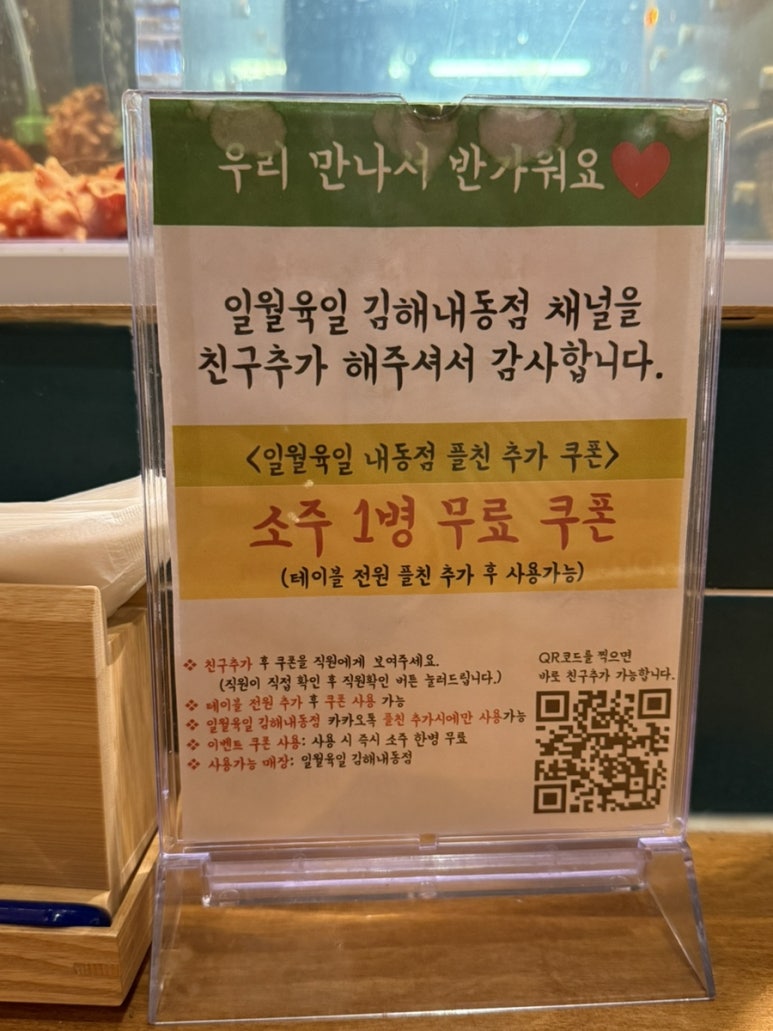 우리 만나서 반가워요
일월육일 김해내동점 채널을
친구추가 해주셔서 감사합니다.
<일월육일 내동점 플친 추가 쿠폰>
소주 1병 무료 쿠폰
(테이블 전원 플친 추가 후 사용가능)
친구추가 후 쿠폰을 직원에게 보여주세요.
(직원이 직접 확인 후 직원확인 버튼 눌러드립니다.)
테이블 전원 추가 후 쿠폰 사용 가능
일월육일 김해내동점 카카오톡 플친 추가시에만 사용가능
이벤트 쿠폰 사용: 사용 시 즉시 소주 한병 무료
사용가능 매장: 일월육일 김해내동점
QR코드를 찍으면
바로 친구추가 가능합니다.